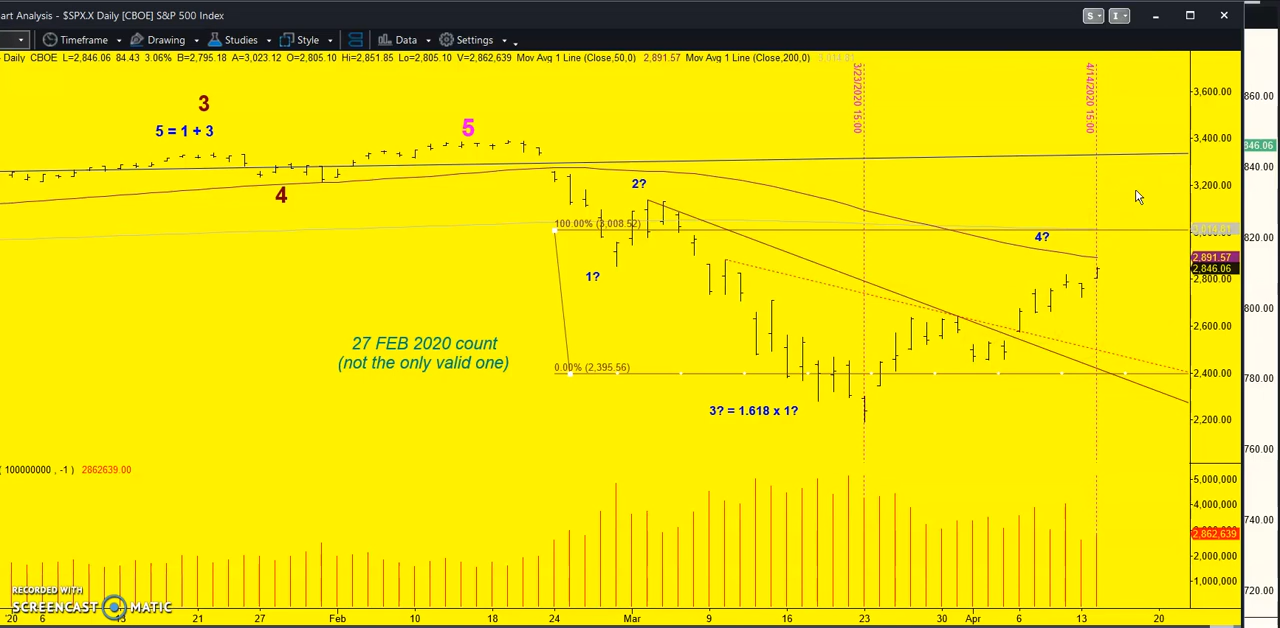 art Analysis - $SPX.X Daily [CBOE] S&P 500 Index
S I
Timeframe Drawing Studies Style Data Settings
Daily CBOE L=2,846.06 84.43 3.06% B=2,795.18 A=3,023.12 O=2,805.10 Hi=2,851.85 Lo=2,805.10 V=2,862,639 Mov Avg 1 Line (Close,50,0) 2,891.57 Mov Avg 1 Line (Close,200,0)
3/23/2020 15:00
4/14/2020 15:00
3
5 = 1 + 3
5
4
2?
100.00% (3,008.52)
4?
1?
27 FEB 2020 count
(not the only valid one)
0.00% (2,395.56)
3? = 1.618 x 1?
3,600.00
3,400.00
3,200.00
2,891.57
2,846.06
2,800.00
2,600.00
2,400.00
2,200.00
860.00
846.06
840.00
820.00
800.00
780.00
760.00
740.00
720.00
700.00
( 100000000 , -1 ) 2862639.00
5,000,000
4,000,000
2,862,639
2,000,000
1,000,000
RECORDED WITH
SCREENCAST MATIC
'20 6 13 21 27 Feb 10 18 24 Mar 9 16 24 30 Apr 6 13 20